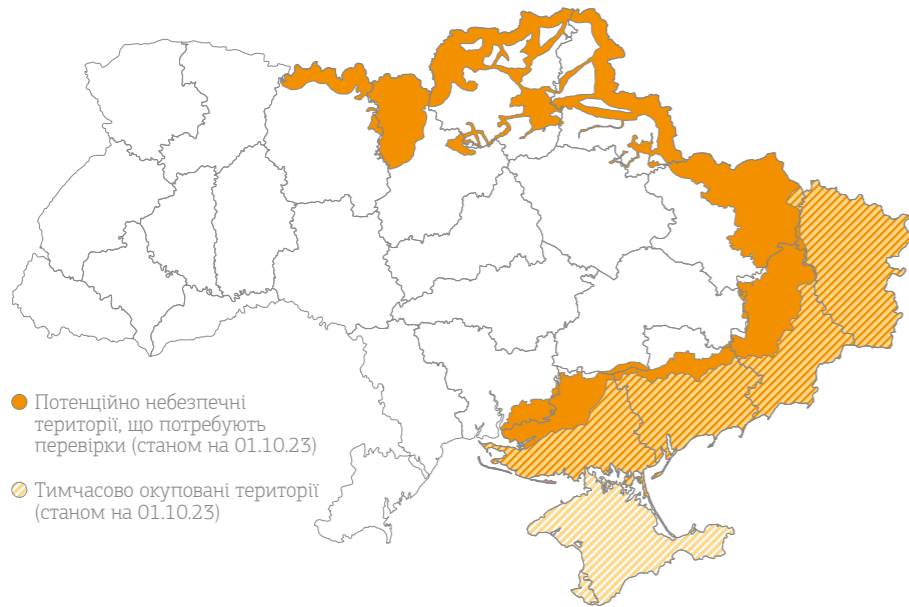 Потенційно небезпечні
території, що потребують
перевірки (станом на 01.10.23)
Тимчасово окуповані території
(станом на 01.10.23)